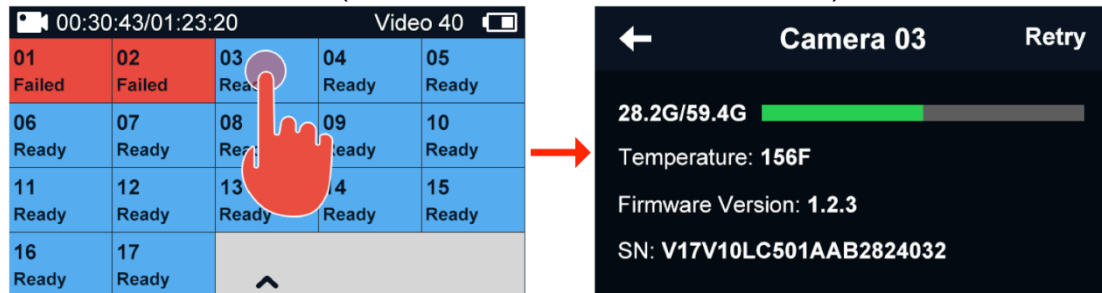 00:30:43/01:23:20 Video 40
01 02 03 04 05
Failed Failed Ready Ready
06 07 08 09 10
Ready Ready Ready
11 12 13 15
Ready Ready Ready Ready Ready
16 17
Ready Ready
Camera 03 Retry
28.2G/59.4G
Temperature: 156F
Firmware Version: 1.2.3
SN: V17V10LC501AAB2824032